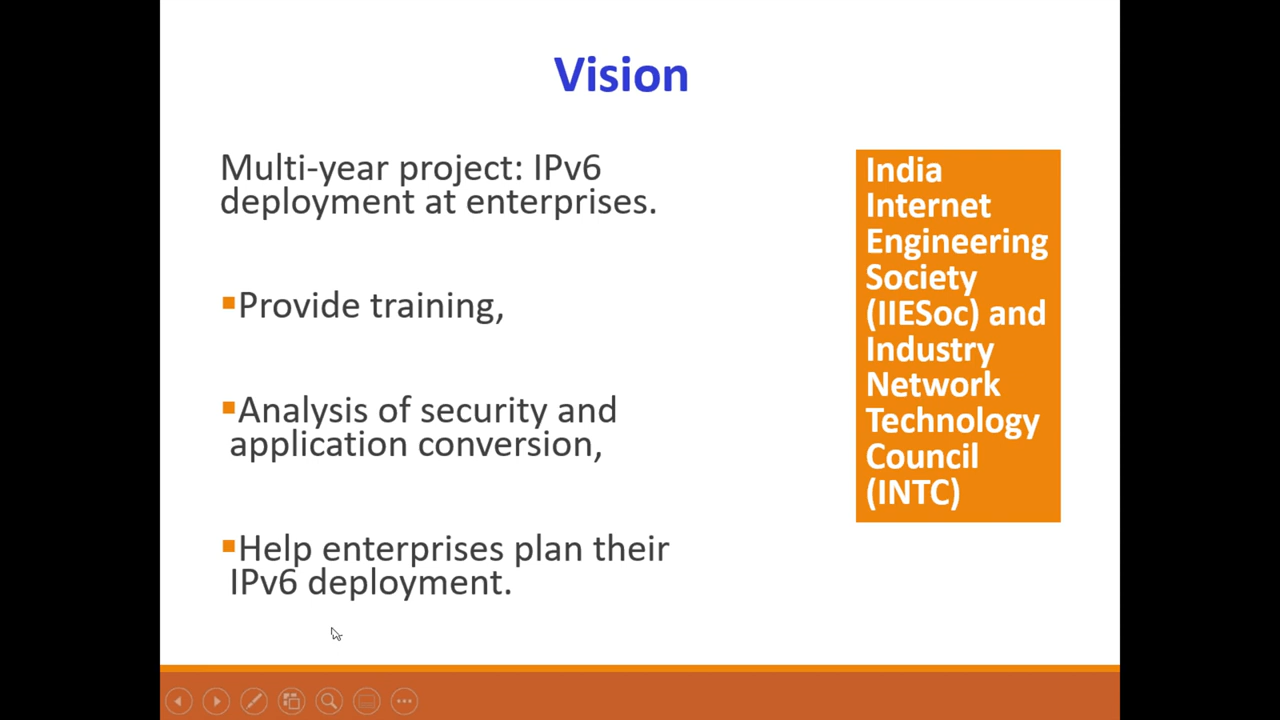 Vision
Multi-year project: IPv6
deployment at enterprises.
▪Provide training,
▪Analysis of security and
application conversion,
▪Help enterprises plan their
IPv6 deployment.
India
Internet
Engineering
Society
(IIESoc) and
Industry
Network
Technology
Council
(INTC)